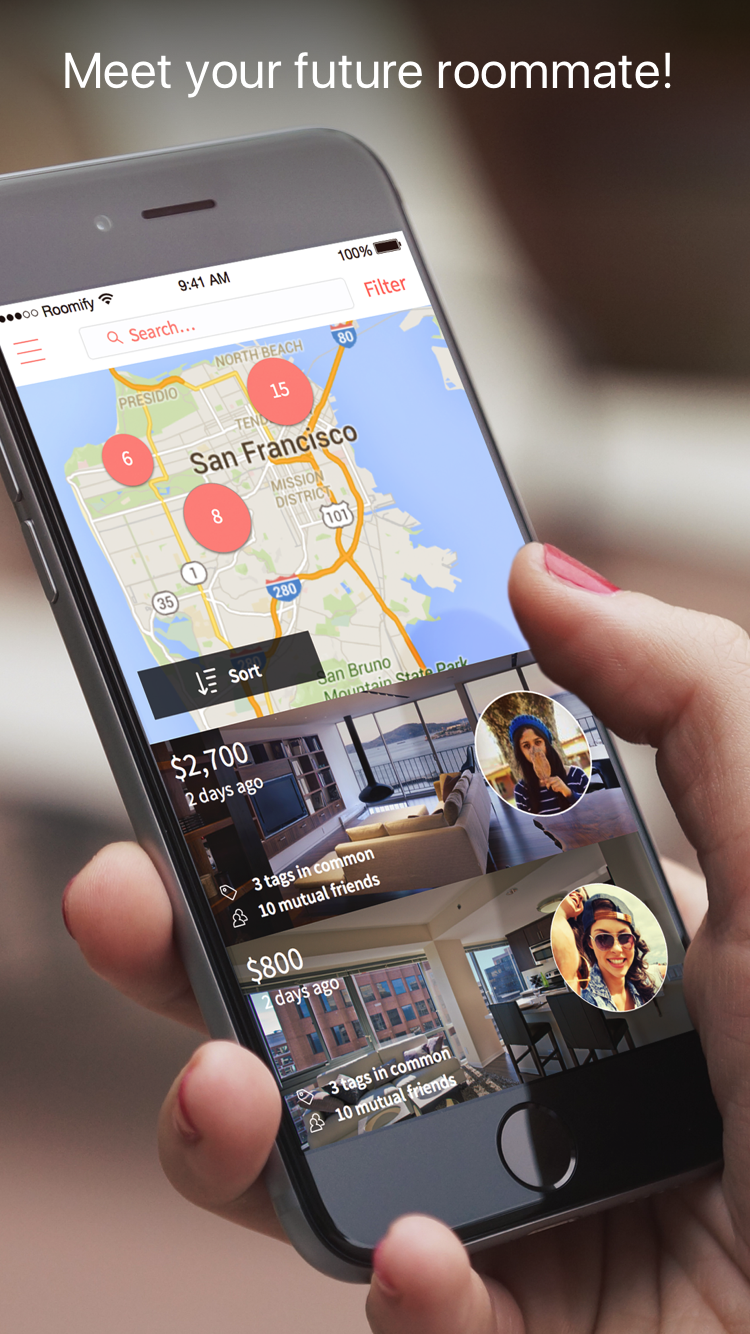 Meet your future roommate!
Roomify
9:41 AM
100%
Search...
Filter
80
NORTH BEACH
PRESIDIO
15
6
San Francisco
MISSION
DISTRICT
8
101
1
280
35
Sort
San Bruno
Mountain State Park
$2,700
2 days ago
3 tags in common
10 mutual friends
$800
2 days ago
3 tags in common
10 mutual friends